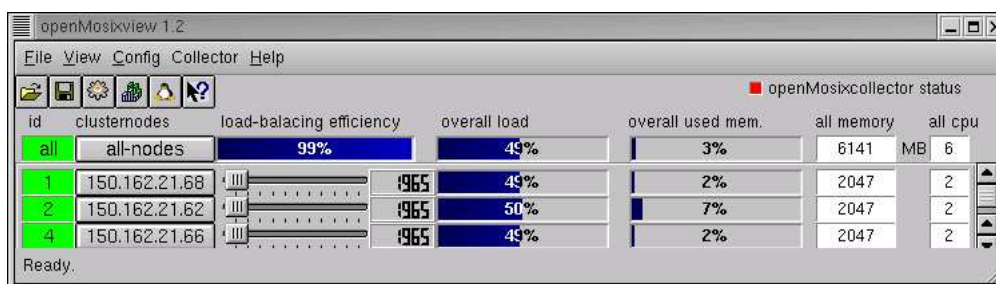 openMosixview 1.2
File View Config Collector Help
openMosixcollector status
id clusternodes load-balacing efficiency overall load overall used mem. all memory all cpu
all all-nodes 99% 49% 3% 6141 MB 6
1 150.162.21.68 1965 49% 2% 2047 2
2 150.162.21.62 1965 50% 7% 2047 2
4 150.162.21.66 1965 49% 2% 2047 2
Ready.